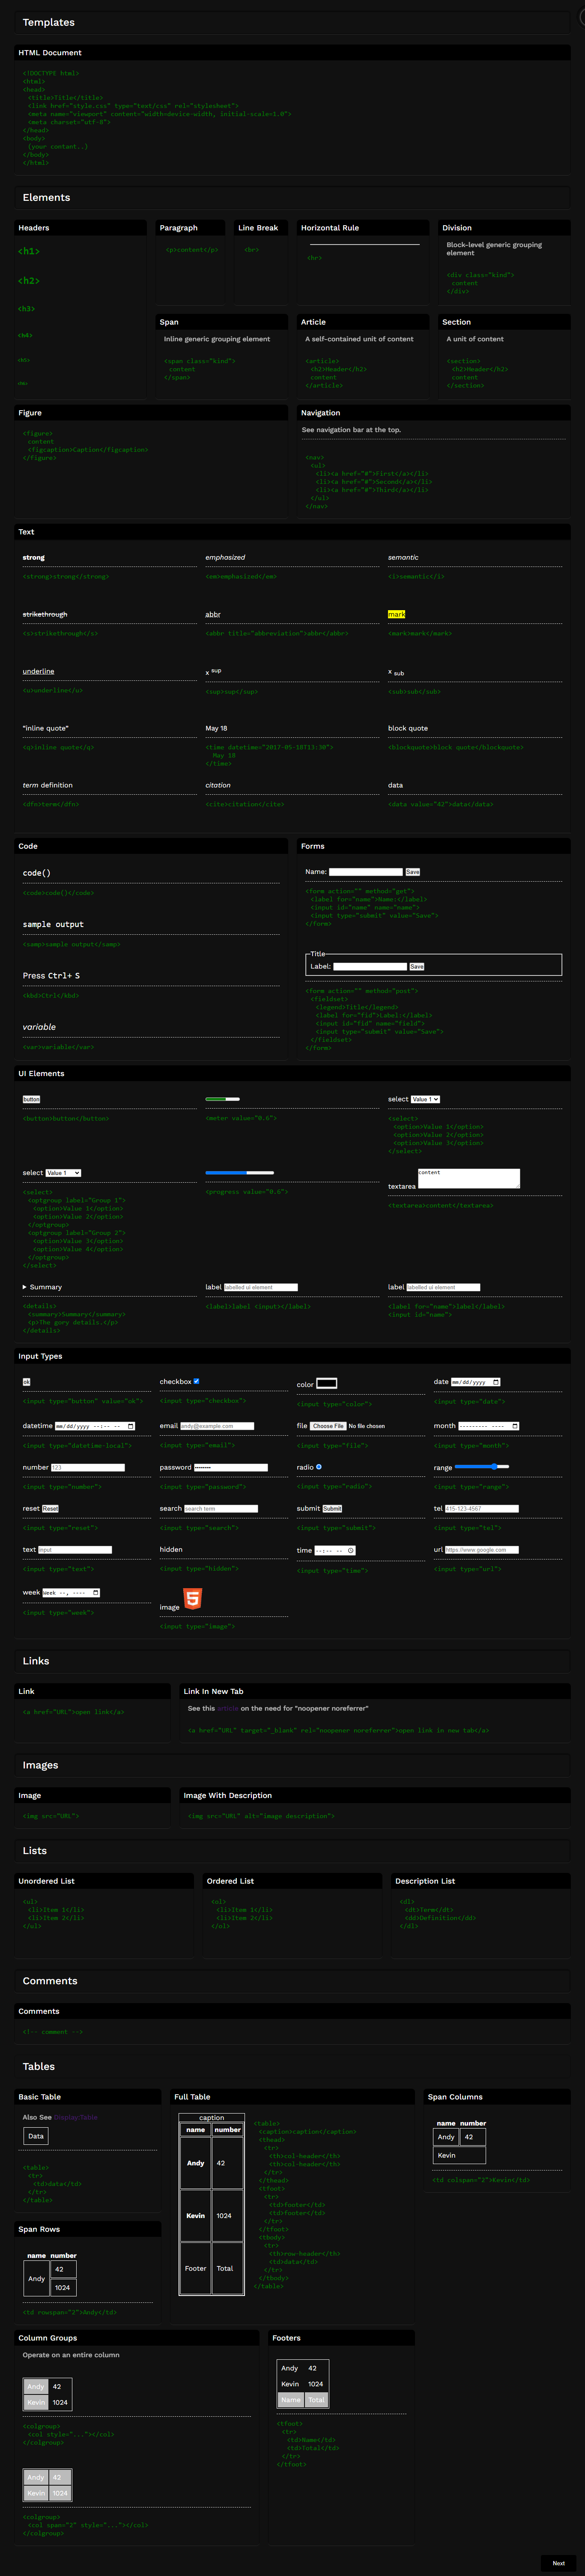 Templates
HTML Document
<!DOCTYPE html>
<html>
<head>
<title>Title</title>
<link href="style.css" type="text/css" rel="stylesheet">
<meta name="viewport" content="width=device-width, initial-scale=1.0">
<meta charset="utf-8">
</head>
<body>
(your contant..)
</body>
</html>
Elements
Headers
<h1>
<h2>
<h3>
<h4>
<h5>
<h6>
Paragraph
<p>content</p>
Line Break
<br>
Horizontal Rule
<hr>
Division
Block-level generic grouping
element
<div class="kind">
content
</div>
Span
Inline generic grouping element
<span class="kind">
content
</span>
Article
A self-contained unit of content
<article>
<h2>Header</h2>
content
</article>
Section
A unit of content
<section>
<h2>Header</h2>
content
</section>
Figure
<figure>
content
<figcaption>Caption</figcaption>
</figure>
Navigation
See navigation bar at the top.
<nav>
<ul>
<li><a href="#">First</a></li>
<li><a href="#">Second</a></li>
<li><a href="#">Third</a></li>
</ul>
</nav>
Text
strong
<strong>strong</strong>
emphasized
<em>emphasized</em>
semantic
<i>semantic</i>
strikethrough
<s>strikethrough</s>
abbr
<abbr title="abbreviation">abbr</abbr>
mark
<mark>mark</mark>
underline
<u>underline</u>
x sup
<sup>sup</sup>
x sub
<sub>sub</sub>
"inline quote"
<q>inline quote</q>
May 18
<time datetime="2017-05-18T13:30">
May 18
</time>
block quote
<blockquote>block quote</blockquote>
term definition
<dfn>term</dfn>
citation
<cite>citation</cite>
data
<data value="42">data</data>
Code
code()
<code>code()</code>
sample output
<samp>sample output</samp>
Press Ctrl+ S
<kbd>Ctrl</kbd>
variable
<var>variable</var>
Forms
Name: Save
<form action="" method="get">
<label for="name">Name:</label>
<input id="name" name="name">
<input type="submit" value="Save">
</form>
Title
Label: Save
<form action="" method="post">
<fieldset>
<legend>Title</legend>
<label for="fid">Label:</label>
<input id="fid" name="field">
<input type="submit" value="Save">
</fieldset>
</form>
UI Elements
button
<button>button</button>
<meter value="0.6">
select Value 1
<select>
<option>Value 1</option>
<option>Value 2</option>
<option>Value 3</option>
</select>
select Value 1
<select>
<optgroup label="Group 1">
<option>Value 1</option>
<option>Value 2</option>
</optgroup>
<optgroup label="Group 2">
<option>Value 3</option>
<option>Value 4</option>
</optgroup>
</select>
<progress value="0.6">
content
textarea
<textarea>content</textarea>
Summary
<details>
<summary>Summary</summary>
<p>The gory details.</p>
</details>
label labelled ui element
<label>label <input></label>
label labelled ui element
<label for="name">label</label>
<input id="name">
Input Types
ok
<input type="button" value="ok">
checkbox
<input type="checkbox">
color
<input type="color">
date mm/dd/yyyy
<input type="date">
datetime mm/dd/yyyy --:-- --
<input type="datetime-local">
email andy@example.com
<input type="email">
file Choose File No file chosen
<input type="file">
month --------- ----
<input type="month">
number 123
<input type="number">
password ••••••••
<input type="password">
radio
<input type="radio">
range
<input type="range">
reset Reset
<input type="reset">
search search term
<input type="search">
submit Submit
<input type="submit">
tel 415-123-4567
<input type="tel">
text input
<input type="text">
hidden
<input type="hidden">
time --:-- --
<input type="time">
url https://www.google.com
<input type="url">
week Week --, ----
<input type="week">
image 5
<input type="image">
Links
Link
<a href="URL">open link</a>
Link In New Tab
See this article on the need for "noopener noreferrer"
<a href="URL" target="_blank" rel="noopener noreferrer">open link in new tab</a>
Images
Image
<img src="URL">
Image With Description
<img src="URL" alt="image description">
Lists
Unordered List
<ul>
<li>Item 1</li>
<li>Item 2</li>
</ul>
Ordered List
<ol>
<li>Item 1</li>
<li>Item 2</li>
</ol>
Description List
<dl>
<dt>Term</dt>
<dd>Definition</dd>
</dl>
Comments
Comments
<!-- comment -->
Tables
Basic Table
Also See Display:Table
Data
<table>
<tr>
<td>data</td>
</tr>
</table>
Full Table
caption
name number
Andy 42
Kevin 1024
Footer Total
<table>
<caption>caption</caption>
<thead>
<tr>
<th>col-header</th>
<th>col-header</th>
</tr>
</thead>
<tfoot>
<tr>
<td>footer</td>
<td>footer</td>
</tr>
</tfoot>
<tbody>
<tr>
<th>row-header</th>
<td>data</td>
</tr>
</tbody>
</table>
Span Columns
name number
Andy 42
Kevin
<td colspan="2">Kevin</td>
Span Rows
name number
Andy 42
1024
<td rowspan="2">Andy</td>
Column Groups
Operate on an entire column
Andy 42
Kevin 1024
<colgroup>
<col style="..."></col>
</colgroup>
Andy 42
Kevin 1024
<colgroup>
<col span="2" style="..."></col>
</colgroup>
Footers
Andy 42
Kevin 1024
Name Total
<tfoot>
<tr>
<td>Name</td>
<td>Total</td>
</tr>
</tfoot>
Next